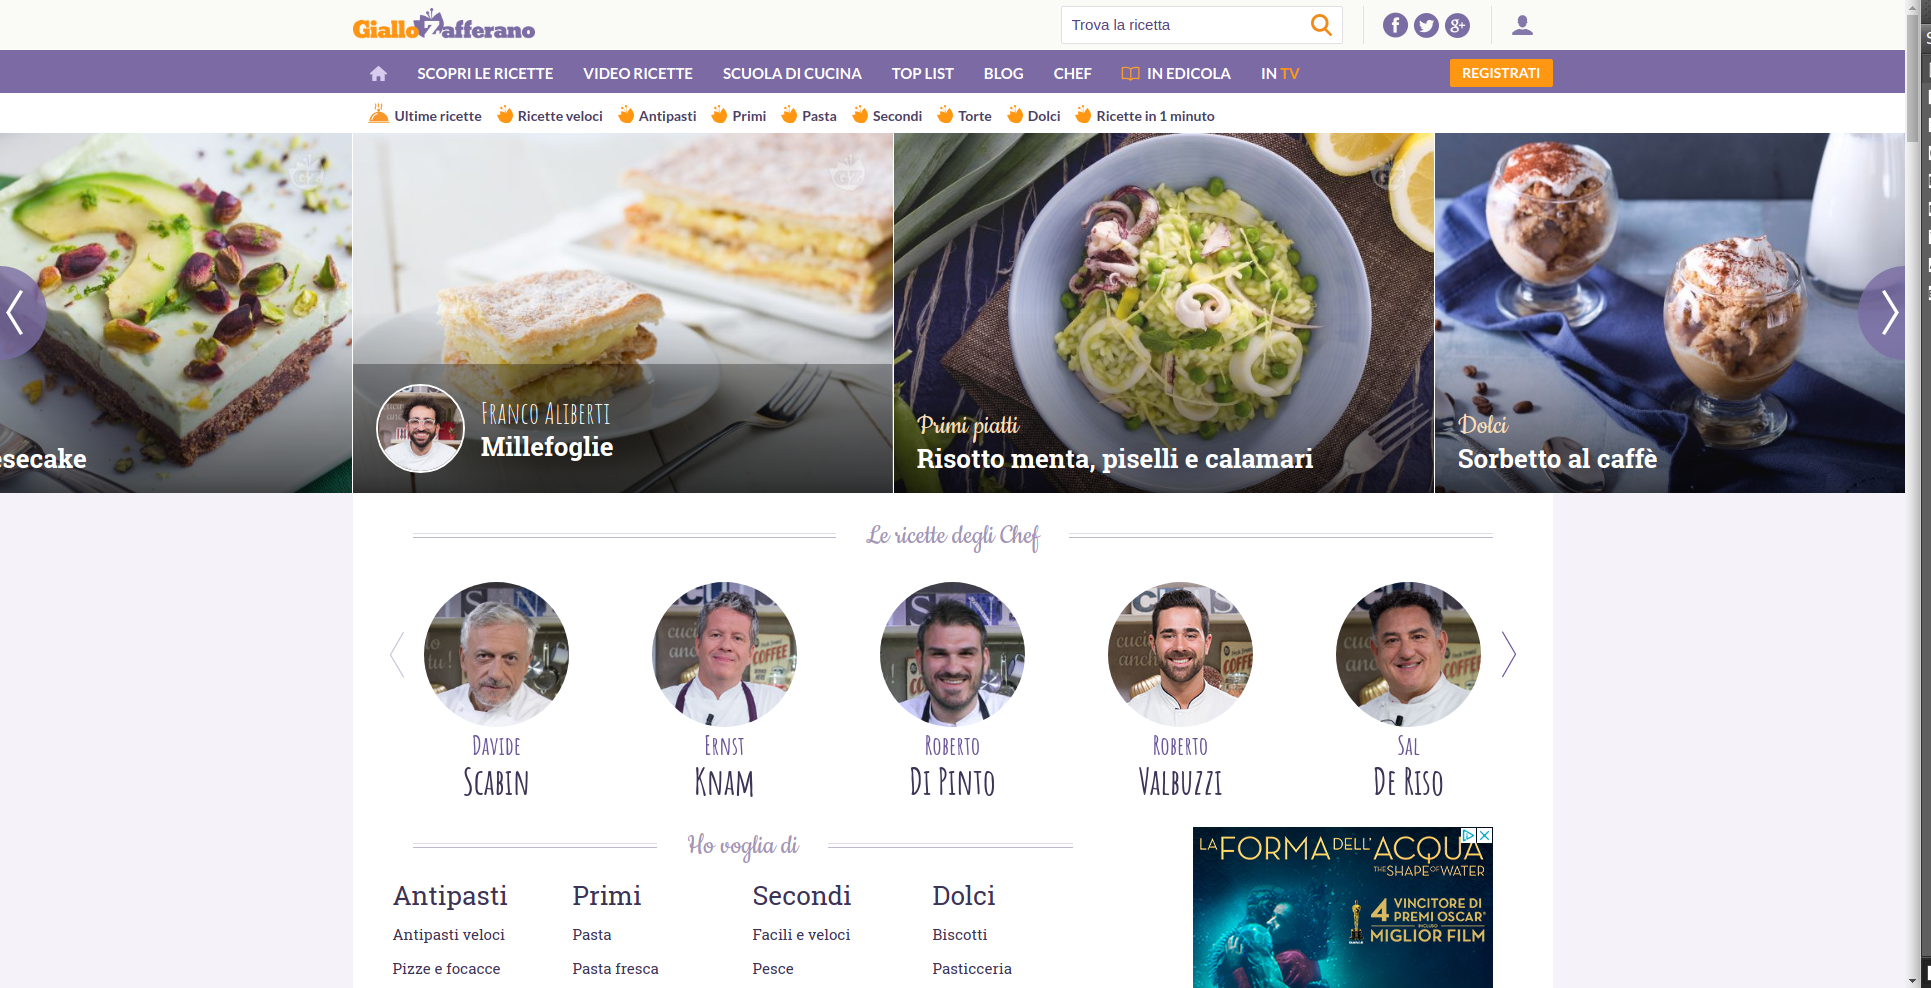 GialloZafferano
Trova la ricetta
SCOPRI LE RICETTE VIDEO RICETTE SCUOLA DI CUCINA TOP LIST BLOG CHEF IN EDICOLA IN TV REGISTRATI
Ultime ricette Ricette veloci Antipasti Primi Pasta Secondi Torte Dolci Ricette in 1 minuto
esecake
Franco Aliberti
Millefoglie
Primi piatti
Risotto menta, piselli e calamari
Dolci
Sorbetto al caffè
Le ricette degli Chef
Davide
Scabin
Ernst
Knam
Roberto
Di Pinto
Roberto
Valbuzzi
Sal
De Riso
Ho voglia di
Antipasti
Antipasti veloci
Pizze e focacce
Primi
Pasta
Pasta fresca
Secondi
Facili e veloci
Pesce
Dolci
Biscotti
Pasticceria
LA FORMA DELL'ACQUA
THE SHAPE OF WATER
4 VINCITORE DI
PREMI OSCAR®
INCLUSO
MIGLIOR FILM